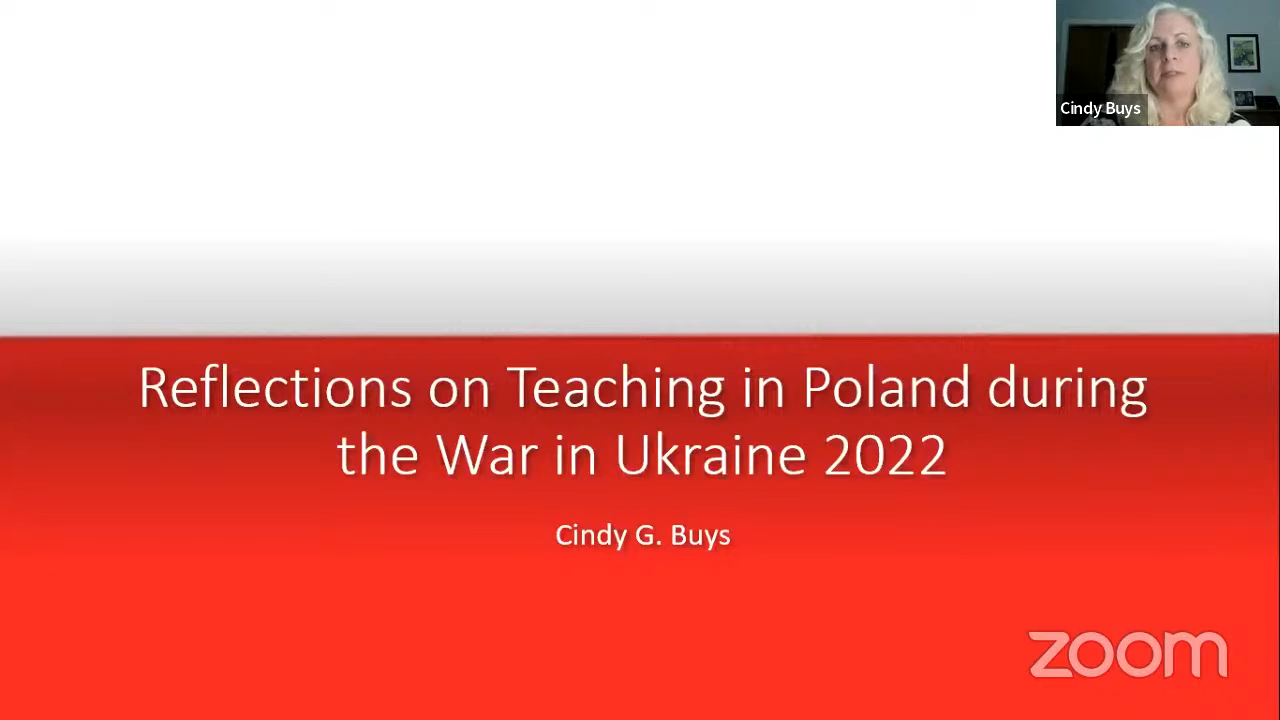 Cindy Buys
Reflections on Teaching in Poland during
the War in Ukraine 2022
Cindy G. Buys
zoom